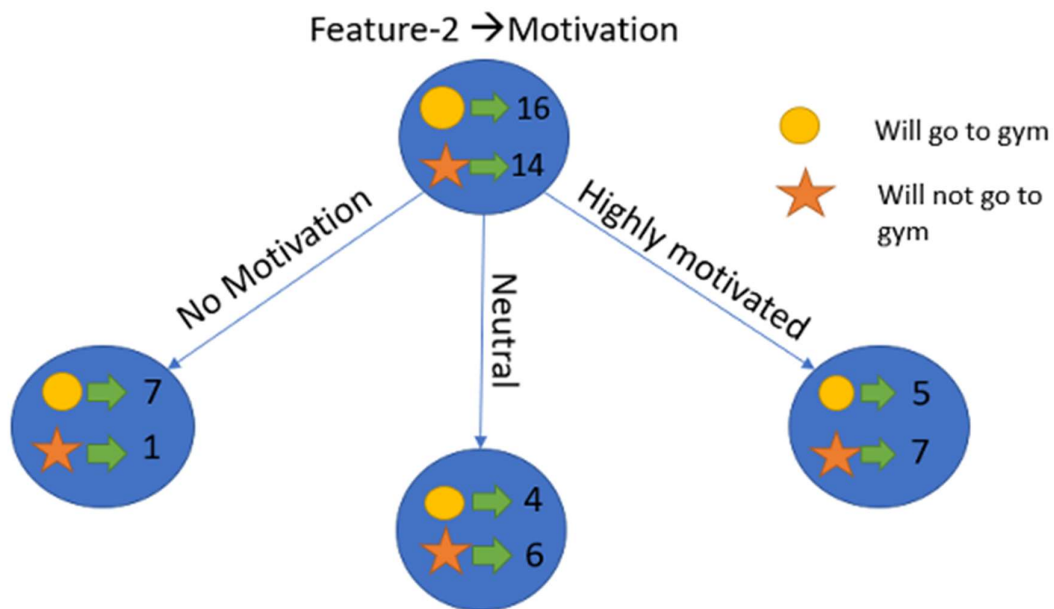 Feature-2 →Motivation
16
14
Will go to gym
Will not go to
gym
No Motivation
Neutral
Highly motivated
7
1
4
6
5
7